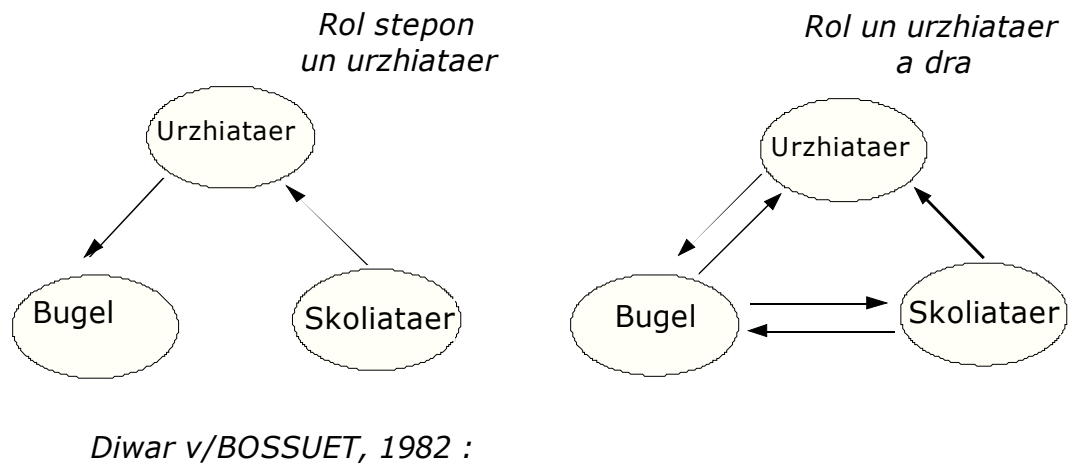 Rol stepon
un urzhiataer
Urzhiataer
Bugel
Skoliataer
Rol un urzhiataer
a dra
Urzhiataer
Bugel
Skoliataer
Diwar v/BOSSUET, 1982 :